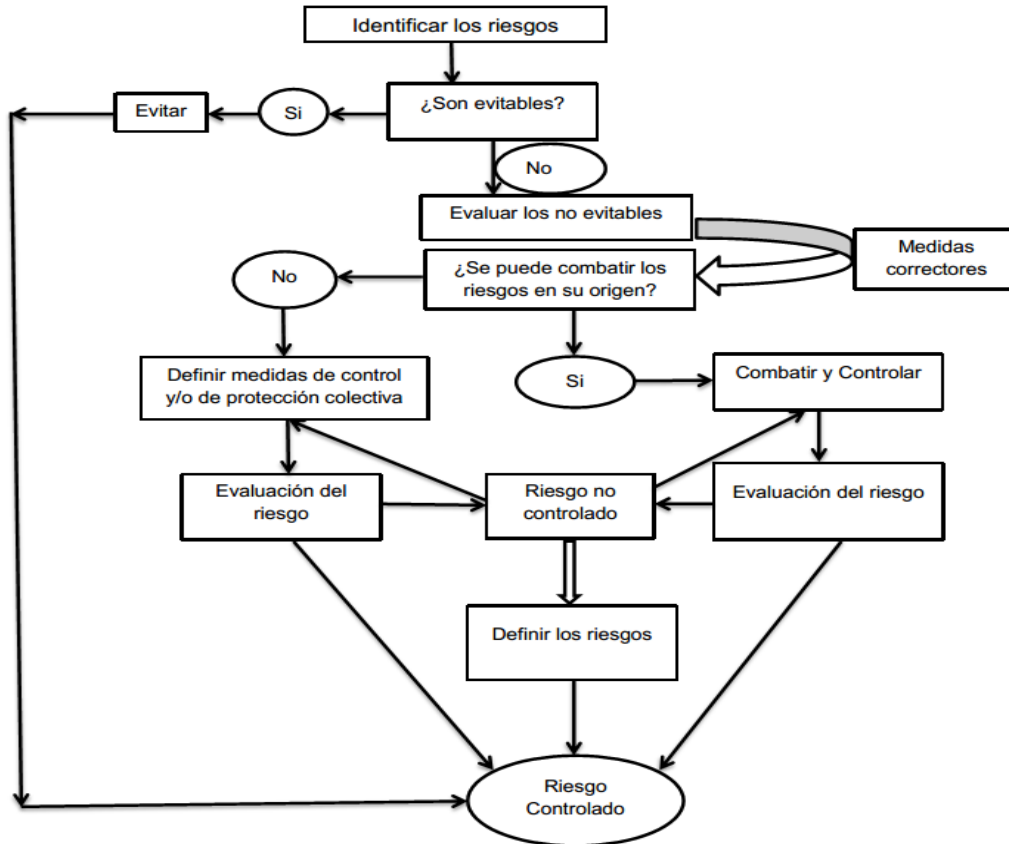 Identificar los riesgos
¿Son evitables?
Si
Evitar
No
Evaluar los no evitables
Medidas
correctores
¿Se puede combatir los
riesgos en su origen?
No
Si
Combatir y Controlar
Definir medidas de control
y/o de protección colectiva
Evaluación del
riesgo
Riesgo no
controlado
Evaluación del riesgo
Definir los riesgos
Riesgo
Controlado